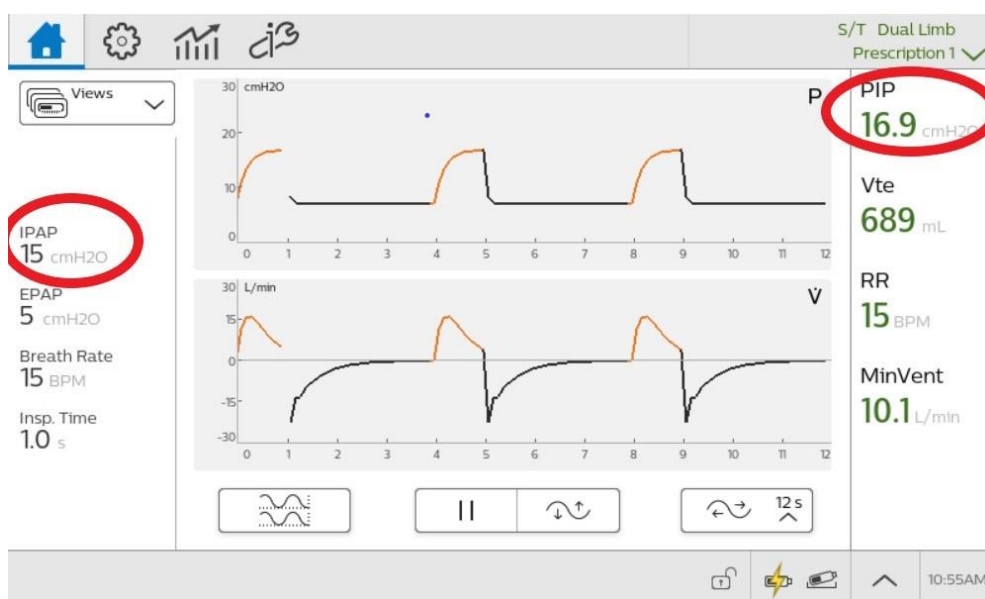 S/T Dual Limb
Prescription 1
Views
IPAP
15 cmH2O
EPAP
5 cmH2O
Breath Rate
15 BPM
Insp. Time
1.0 s
30 cmH2O
P
20
10
0
0 1 2 3 4 5 6 7 8 9 10 11 12
30 L/min
V̇
15
0
-15
-30
0 1 2 3 4 5 6 7 8 9 10 11 12
12 s
PIP
16.9 cmH2O
Vte
689 mL
RR
15 BPM
MinVent
10.1 L/min
10:55AM